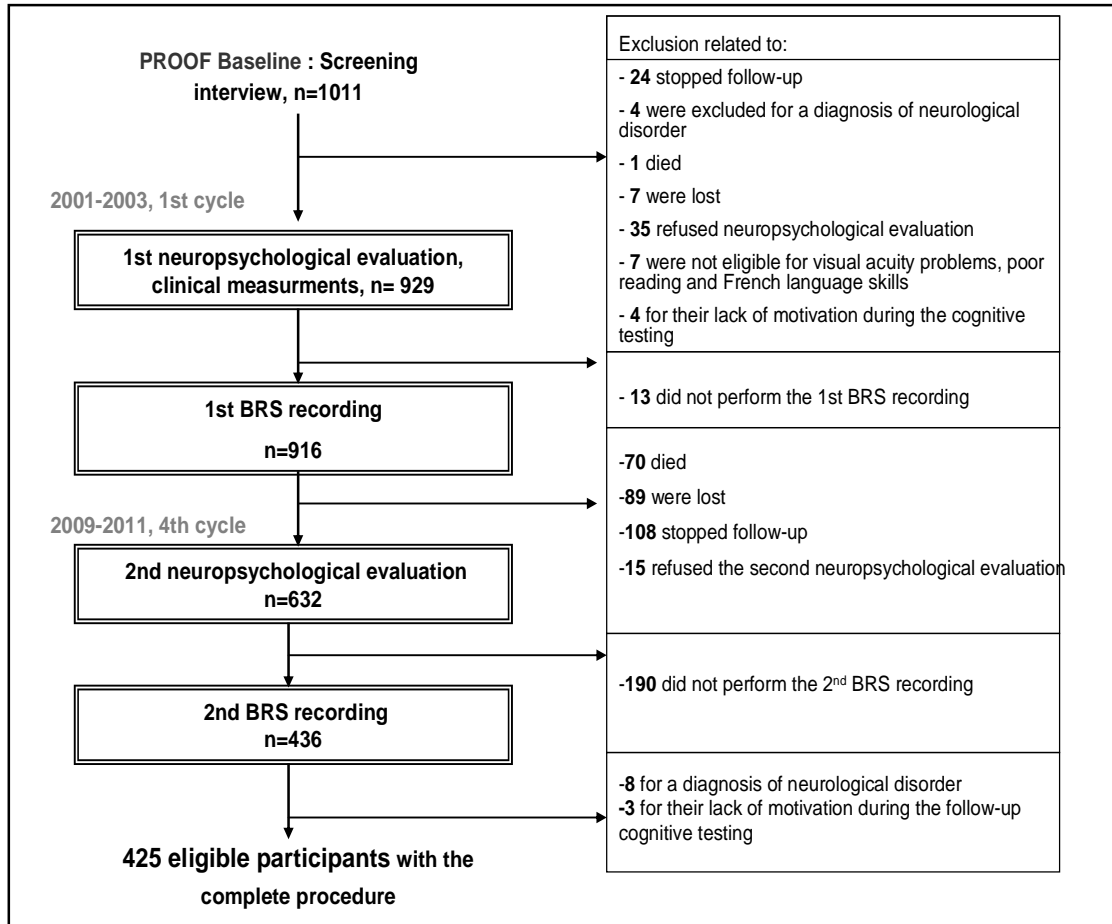 PROOF Baseline : Screening
interview, n=1011
2001-2003, 1st cycle
1st neuropsychological evaluation,
clinical measurments, n= 929
1st BRS recording
n=916
2009-2011, 4th cycle
2nd neuropsychological evaluation
n=632
2nd BRS recording
n=436
425 eligible participants with the
complete procedure
Exclusion related to:
- 24 stopped follow-up
- 4 were excluded for a diagnosis of neurological
disorder
- 1 died
- 7 were lost
- 35 refused neuropsychological evaluation
- 7 were not eligible for visual acuity problems, poor
reading and French language skills
- 4 for their lack of motivation during the cognitive
testing
- 13 did not perform the 1st BRS recording
-70 died
-89 were lost
-108 stopped follow-up
-15 refused the second neuropsychological evaluation
-190 did not perform the 2nd BRS recording
-8 for a diagnosis of neurological disorder
-3 for their lack of motivation during the follow-up
cognitive testing